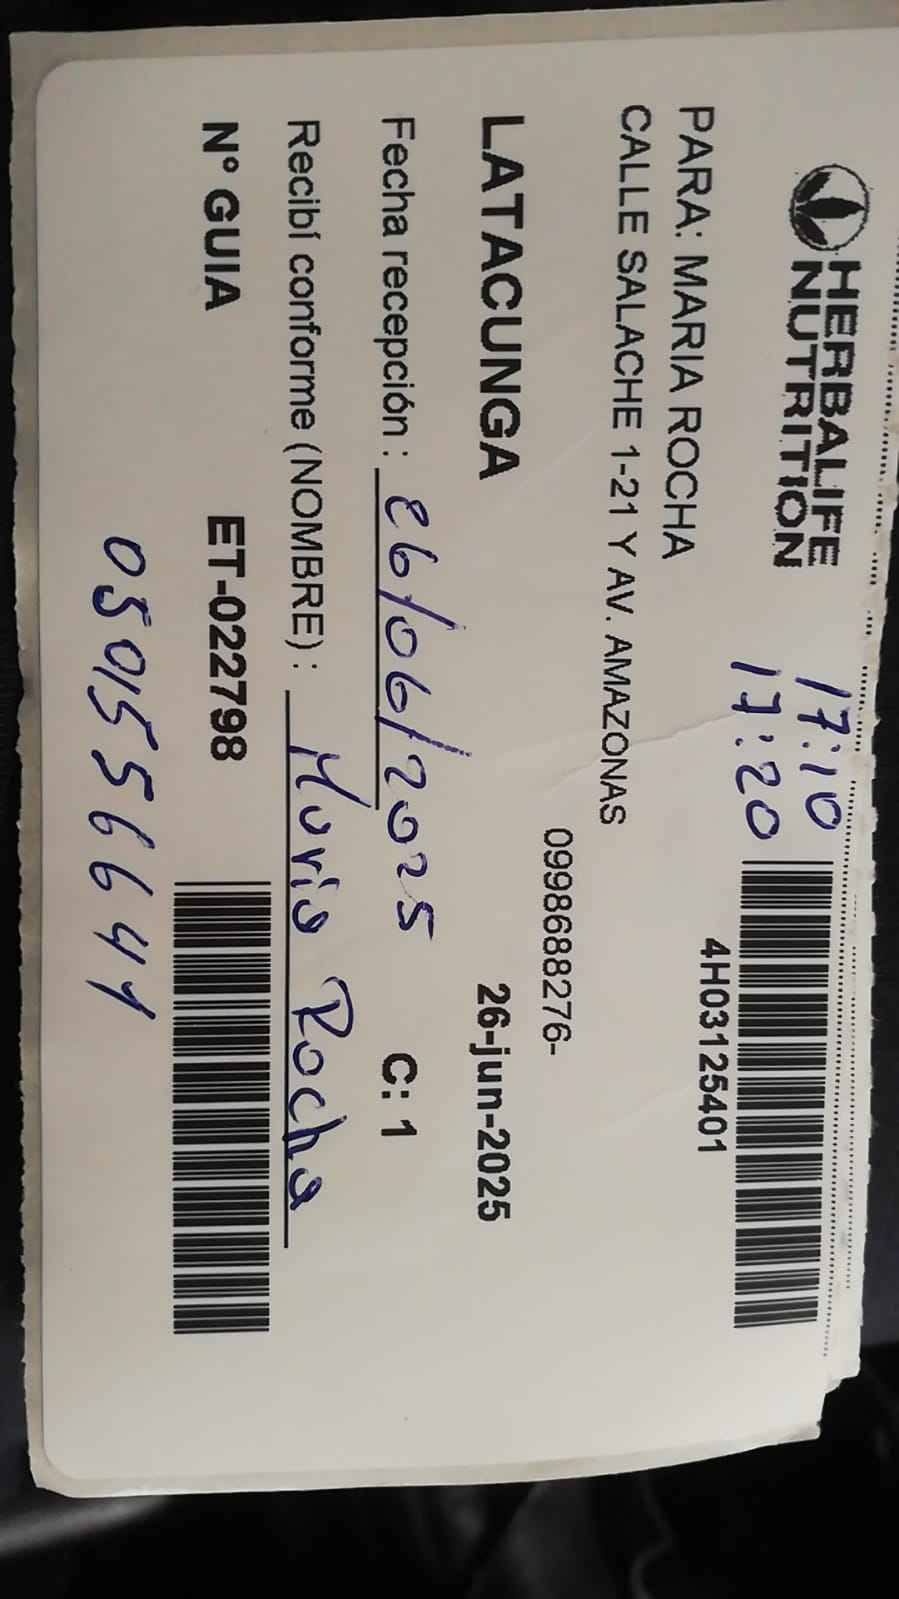 HERBALIFE
NUTRITION
17:10
17:20
4H03125401
PARA: MARIA ROCHA
CALLE SALACHE 1-21 Y AV. AMAZONAS
0998688276-
LATACUNGA 26-jun-2025
Fecha recepción : 26/06/2025 C: 1
Recibí conforme (NOMBRE) : Maria Rocha
N° GUIA ET-022798
0501556641